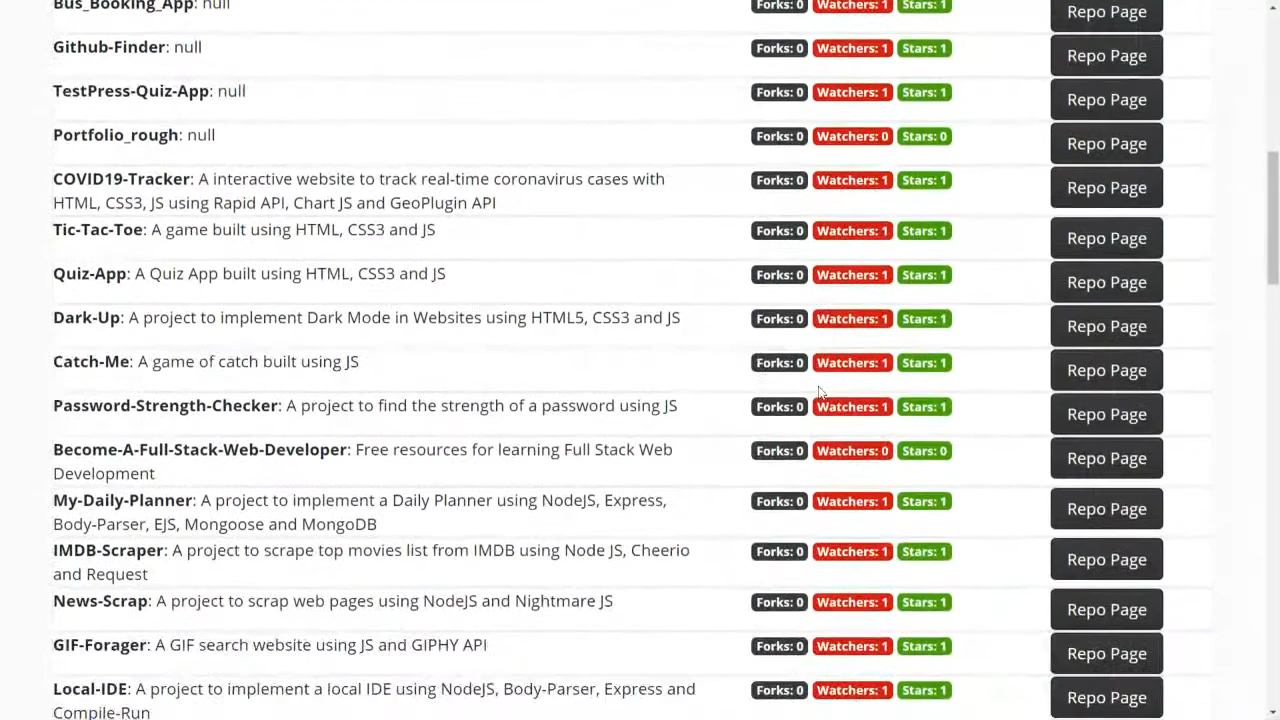 Bus_Booking_App: null Forks: 0 Watchers: 1 Stars: 1 Repo Page
Github-Finder: null Forks: 0 Watchers: 1 Stars: 1 Repo Page
TestPress-Quiz-App: null Forks: 0 Watchers: 1 Stars: 1 Repo Page
Portfolio_rough: null Forks: 0 Watchers: 0 Stars: 0 Repo Page
COVID19-Tracker: A interactive website to track real-time coronavirus cases with Forks: 0 Watchers: 1 Stars: 1 Repo Page
HTML, CSS3, JS using Rapid API, Chart JS and GeoPlugin API
Tic-Tac-Toe: A game built using HTML, CSS3 and JS Forks: 0 Watchers: 1 Stars: 1 Repo Page
Quiz-App: A Quiz App built using HTML, CSS3 and JS Forks: 0 Watchers: 1 Stars: 1 Repo Page
Dark-Up: A project to implement Dark Mode in Websites using HTML5, CSS3 and JS Forks: 0 Watchers: 1 Stars: 1 Repo Page
Catch-Me: A game of catch built using JS Forks: 0 Watchers: 1 Stars: 1 Repo Page
Password-Strength-Checker: A project to find the strength of a password using JS Forks: 0 Watchers: 1 Stars: 1 Repo Page
Become-A-Full-Stack-Web-Developer: Free resources for learning Full Stack Web Forks: 0 Watchers: 0 Stars: 0 Repo Page
Development
My-Daily-Planner: A project to implement a Daily Planner using NodeJS, Express, Forks: 0 Watchers: 1 Stars: 1 Repo Page
Body-Parser, EJS, Mongoose and MongoDB
IMDB-Scraper: A project to scrape top movies list from IMDB using Node JS, Cheerio Forks: 0 Watchers: 1 Stars: 1 Repo Page
and Request
News-Scrap: A project to scrap web pages using NodeJS and Nightmare JS Forks: 0 Watchers: 1 Stars: 1 Repo Page
GIF-Forager: A GIF search website using JS and GIPHY API Forks: 0 Watchers: 1 Stars: 1 Repo Page
Local-IDE: A project to implement a local IDE using NodeJS, Body-Parser, Express and Forks: 0 Watchers: 1 Stars: 1 Repo Page
Compile-Run